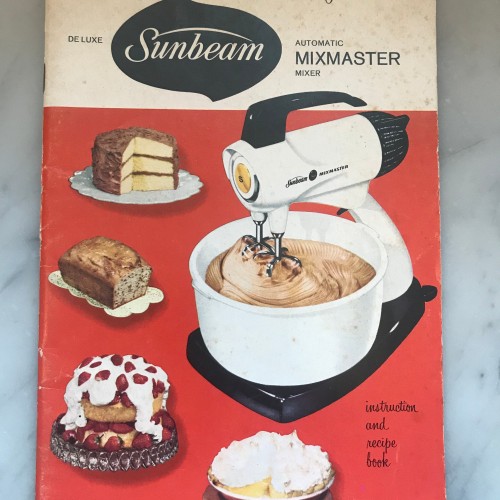 DE LUXE
Sunbeam
AUTOMATIC
MIXMASTER
MIXER
Sunbeam MIXMASTER
instruction
and
recipe
book